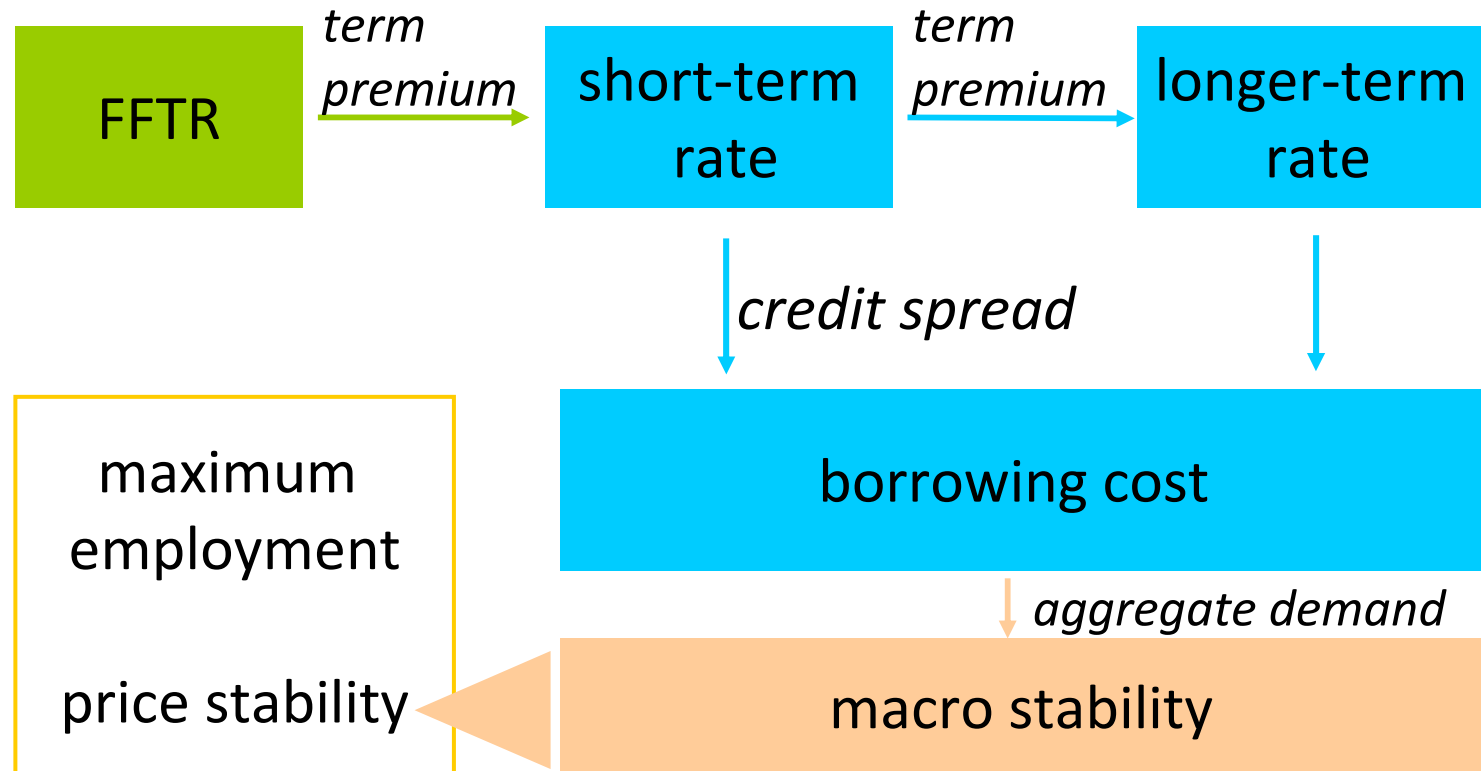 FFTR
term
premium
short-term
rate
term
premium
longer-term
rate
credit spread
maximum
employment
price stability
borrowing cost
aggregate demand
macro stability